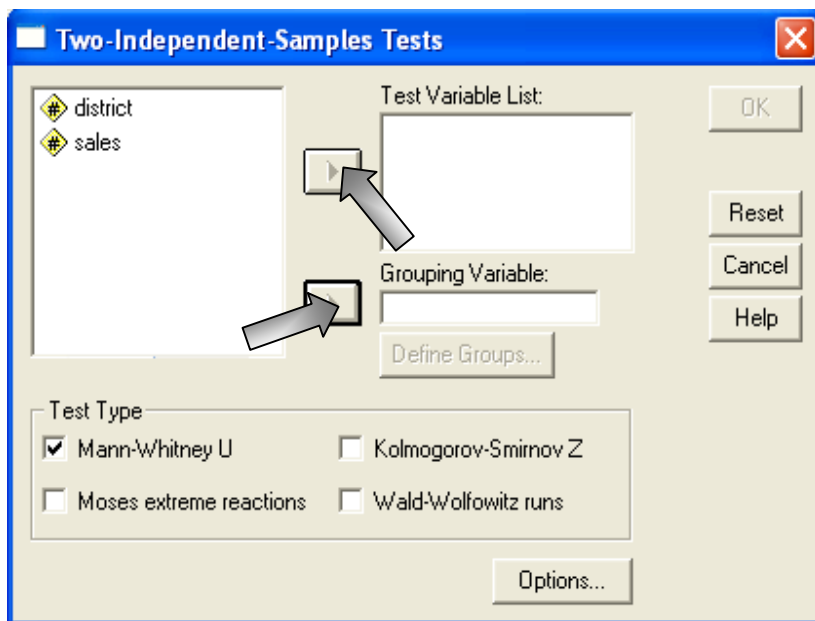 Two-Independent-Samples Tests
district
sales
Test Variable List:
Grouping Variable:
Define Groups...
OK
Reset
Cancel
Help
Test Type
Mann-Whitney U
Kolmogorov-Smirnov Z
Moses extreme reactions
Wald-Wolfowitz runs
Options...